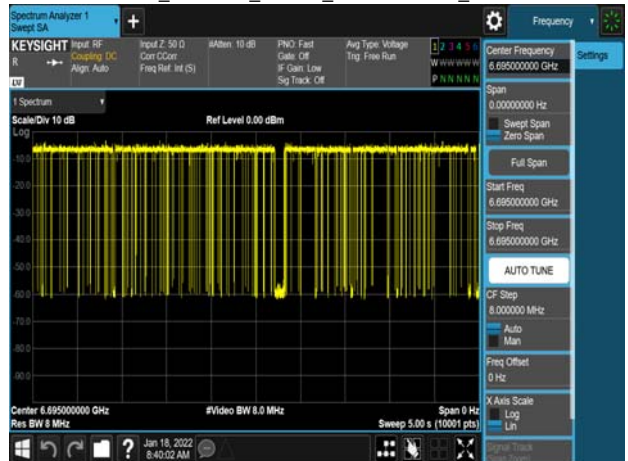 Spectrum Analyzer 1
Swept SA
+
Frequency
KEYSIGHT
Input: RF
Input Z: 50 Ω
#Atten: 10 dB
PNO: Fast
Avg Type: Voltage
1 2 3 4 5 6
R
Coupling: DC
Corr CCorr
Gate: Off
Trig: Free Run
W W W W W W
Align: Auto
Freq Ref: Int (S)
IF Gain: Low
Sig Track: Off
P N N N N N
1 Spectrum
Scale/Div 10 dB
Ref Level 0.00 dBm
Log
-10.0
-20.0
-30.0
-40.0
-50.0
-60.0
-70.0
-80.0
-90.0
Center 6.695000000 GHz
#Video BW 8.0 MHz
Span 0 Hz
Res BW 8 MHz
Sweep 5.00 s (10001 pts)
Center Frequency
6.695000000 GHz
Settings
Span
0.00000000 Hz
Swept Span
Zero Span
Full Span
Start Freq
6.695000000 GHz
Stop Freq
6.695000000 GHz
AUTO TUNE
CF Step
8.000000 MHz
Auto
Man
Freq Offset
0 Hz
X Axis Scale
Log
Lin
Signal Track
(Span Zoom)
?
Jan 18, 2022
8:40:02 AM